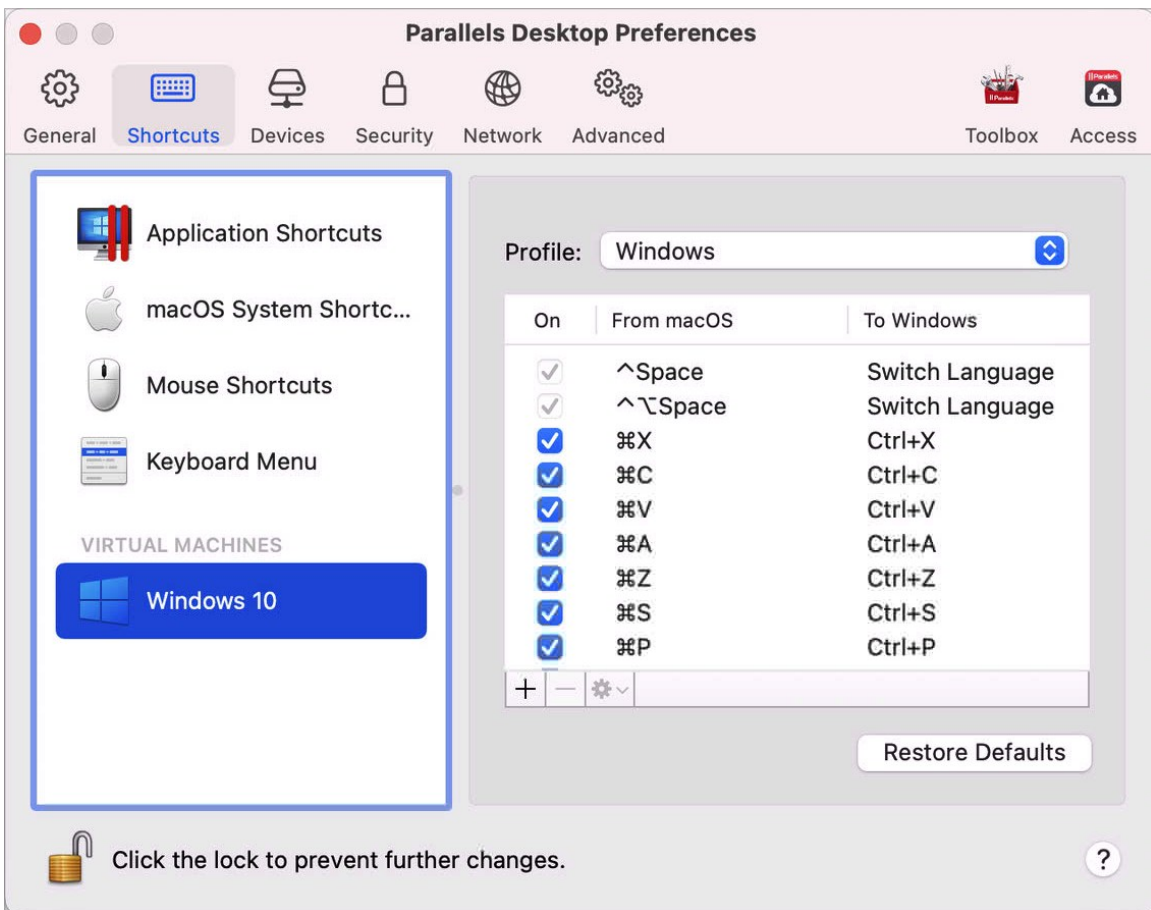 Parallels Desktop Preferences
General Shortcuts Devices Security Network Advanced Toolbox Access
Application Shortcuts
macOS System Shortc...
Mouse Shortcuts
Keyboard Menu
VIRTUAL MACHINES
Windows 10
Profile: Windows
On From macOS To Windows
^Space Switch Language
^⌥Space Switch Language
⌘X Ctrl+X
⌘C Ctrl+C
⌘V Ctrl+V
⌘A Ctrl+A
⌘Z Ctrl+Z
⌘S Ctrl+S
⌘P Ctrl+P
Restore Defaults
Click the lock to prevent further changes.
?